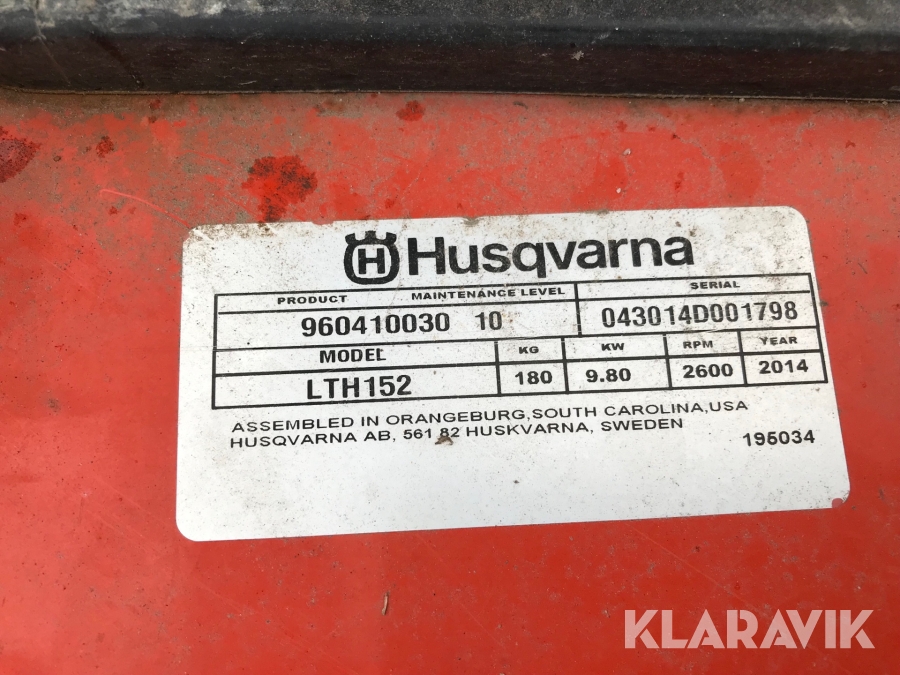 H Husqvarna
PRODUCT MAINTENANCE LEVEL SERIAL
960410030 10 043014D001798
MODEL KG KW RPM YEAR
LTH152 180 9.80 2600 2014
ASSEMBLED IN ORANGEBURG,SOUTH CAROLINA,USA
HUSQVARNA AB, 561 82 HUSKVARNA, SWEDEN
195034
KLARAVIK